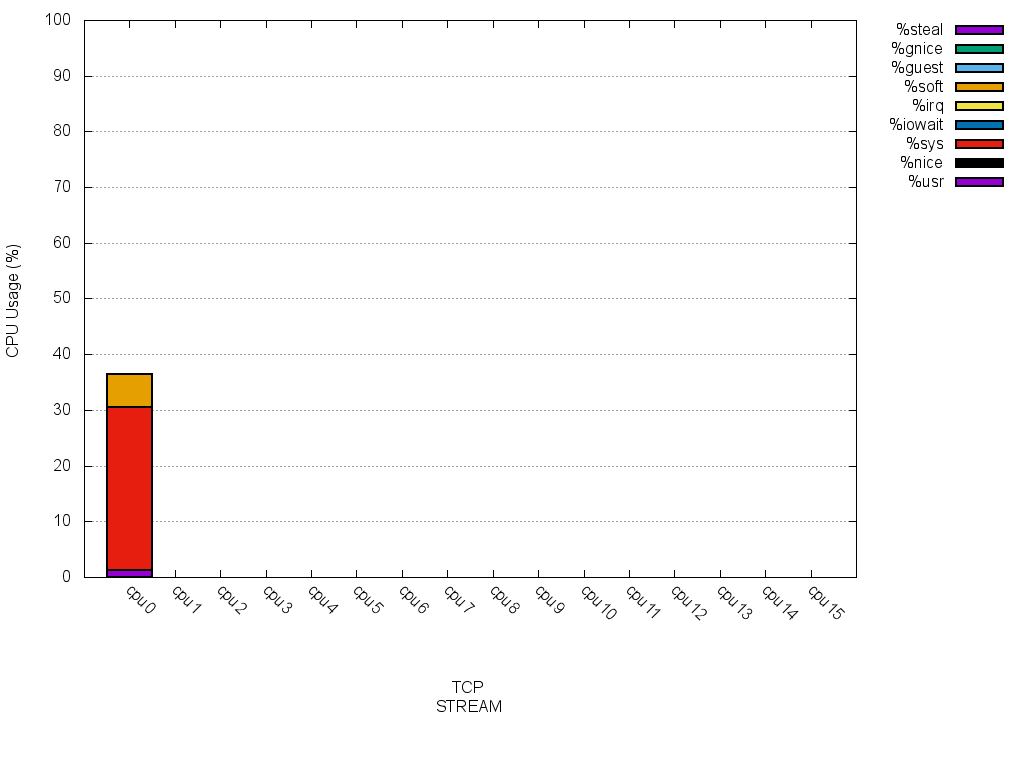 100
90
80
70
60
50
40
30
20
10
0
CPU Usage (%)
cpu0
cpu1
cpu2
cpu3
cpu4
cpu5
cpu6
cpu7
cpu8
cpu9
cpu10
cpu11
cpu12
cpu13
cpu14
cpu15
TCP
STREAM
%steal
%gnice
%guest
%soft
%irq
%iowait
%sys
%nice
%usr